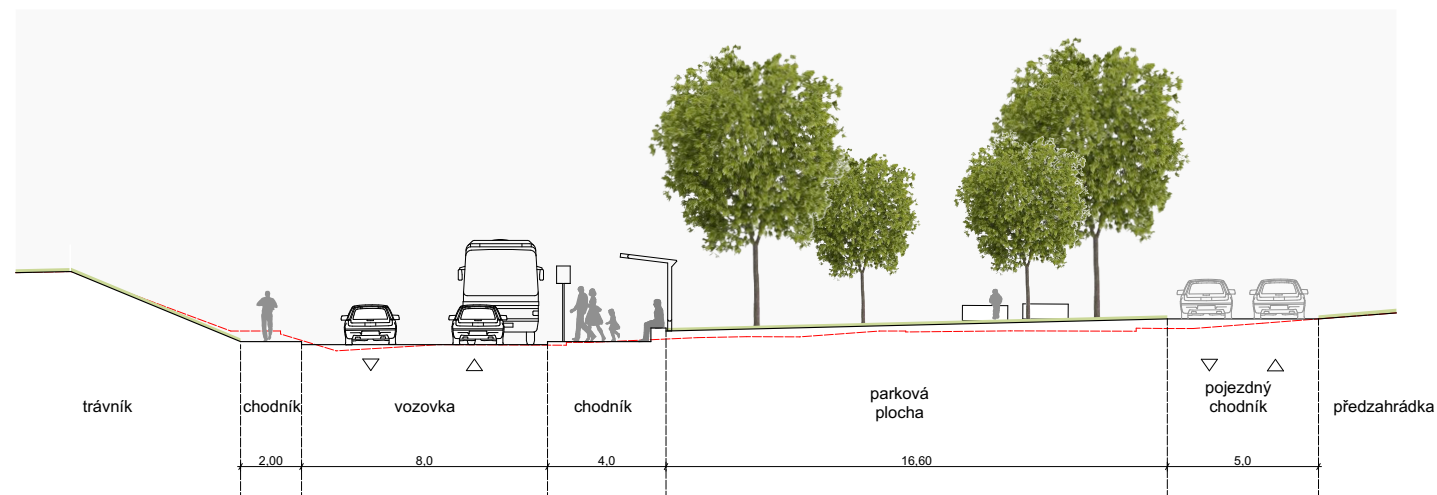 trávník
chodník
vozovka
chodník
parková
plocha
pojezdný
chodník
předzahrádka
2,00
8,0
4,0
16,60
5,0